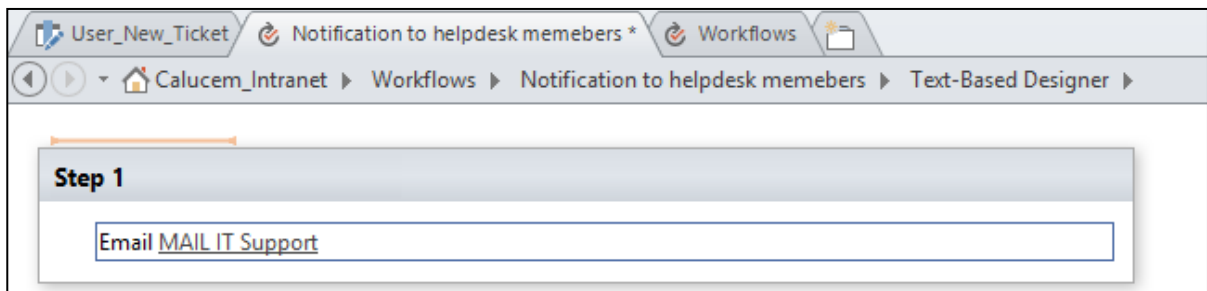 User_New_Ticket Notification to helpdesk memebers * Workflows
Calucem_Intranet Workflows Notification to helpdesk memebers Text-Based Designer
Step 1
Email MAIL IT Support